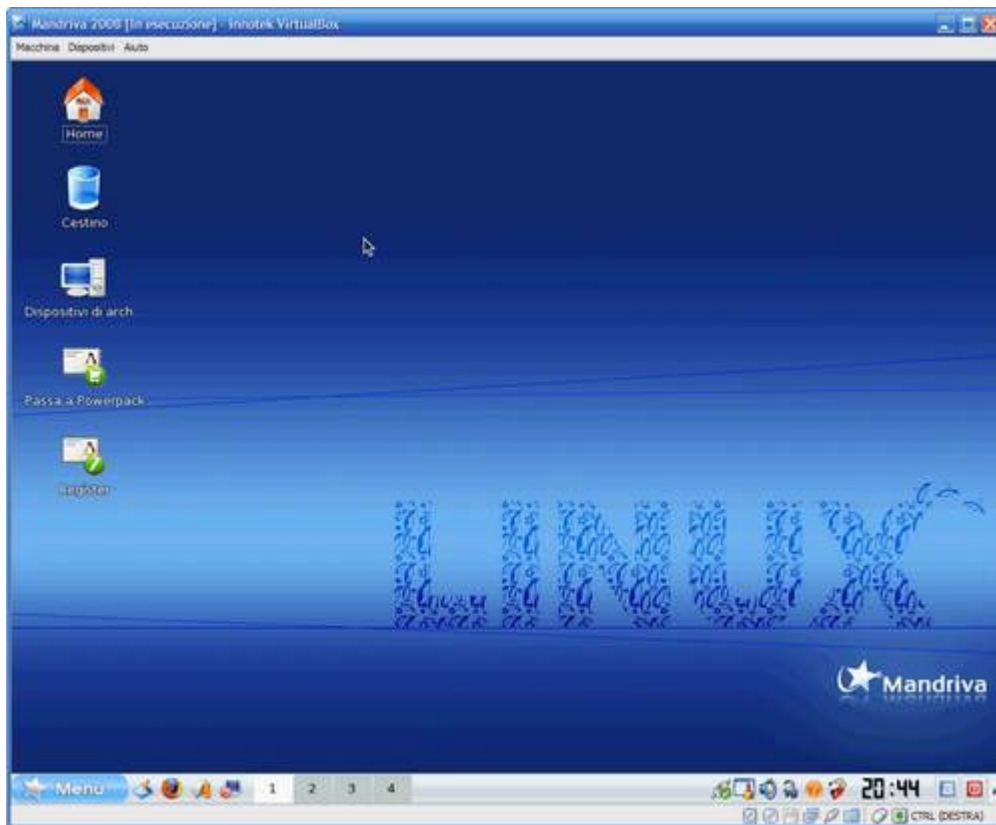 Mandriva 2008 [In esecuzione] - innotek VirtualBox
Macchina Dispositivi Aiuto
Home
Cestino
Dispositivi di arch
Passa a Powerpack
Register
LINUX
Mandriva
Menu 1 2 3 4 20:44
CTRL (DESTRA)